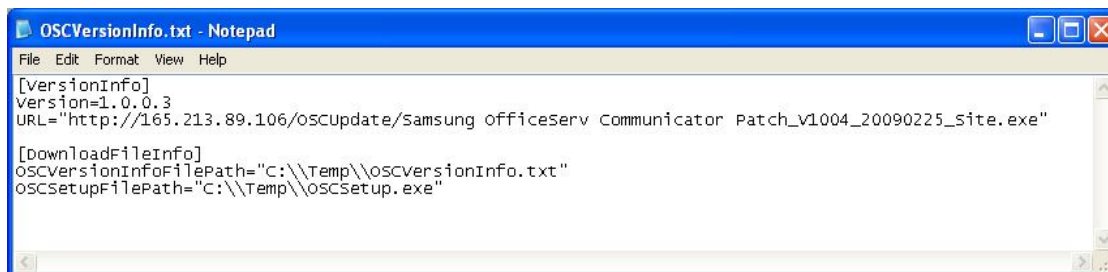 OSCVersionInfo.txt - Notepad
File Edit Format View Help
[VersionInfo]
Version=1.0.0.3
URL="http://165.213.89.106/OSCUpdate/Samsung OfficeServ Communicator Patch_V1004_20090225_Site.exe"
[DownloadFileInfo]
OSCVersionInfoFilePath="C:\\Temp\\OSCVersionInfo.txt"
OSCSetupFilePath="C:\\Temp\\OSCSetup.exe"